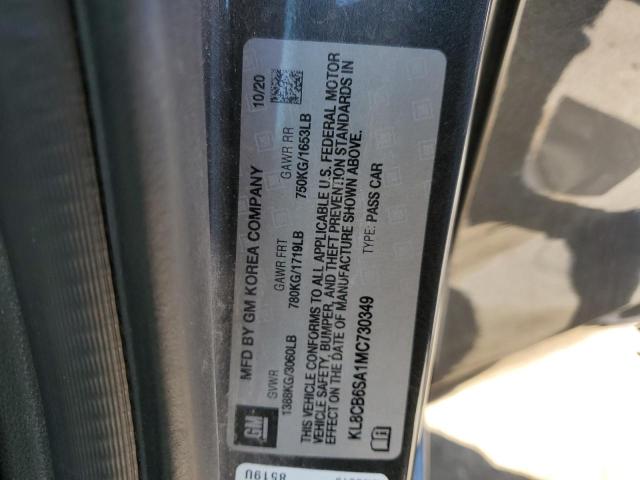 GM
MFD BY GM KOREA COMPANY
10/20
GVWR
GAWR FRT
GAWR RR
1388KG/3060LB
780KG/1719LB
750KG/1653LB
THIS VEHICLE CONFORMS TO ALL APPLICABLE U.S. FEDERAL MOTOR
VEHICLE SAFETY, BUMPER, AND THEFT PREVENTION STANDARDS IN
EFFECT ON THE DATE OF MANUFACTURE SHOWN ABOVE.
KL8CB6SA1MC730349
TYPE: PASS CAR